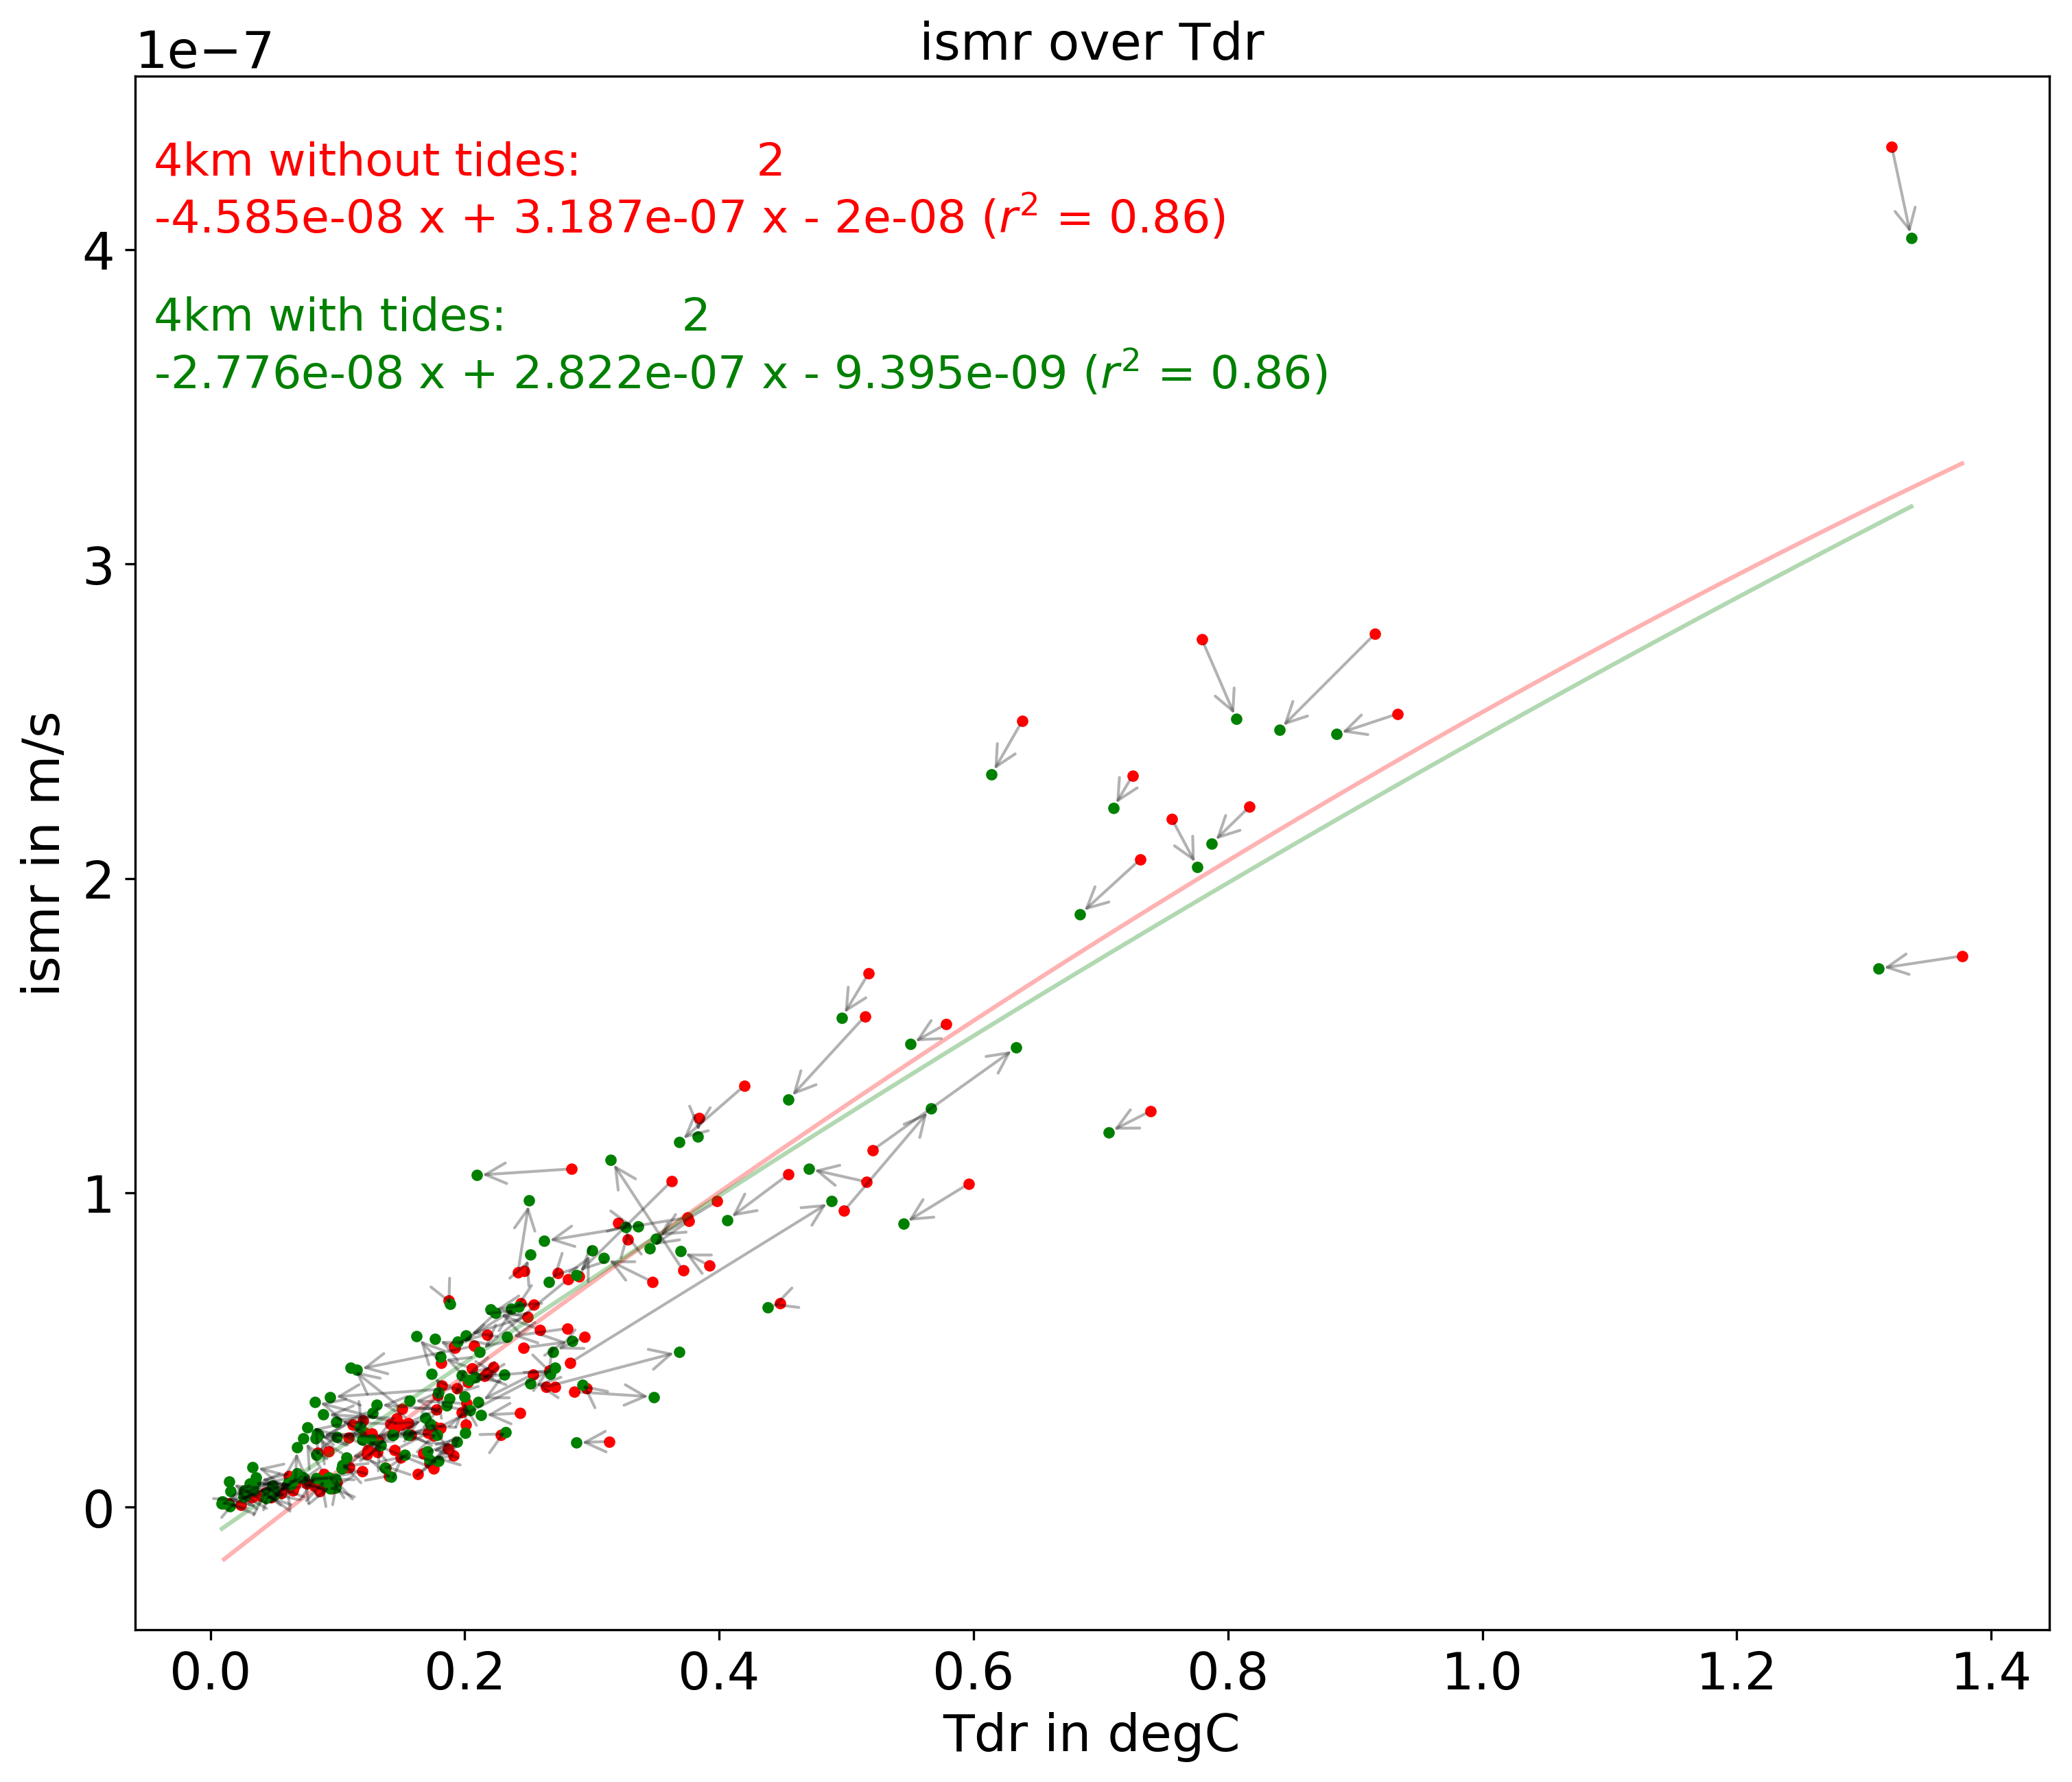 ismr over Tdr
1e−7
4km without tides: 2
-4.585e-08 x + 3.187e-07 x - 2e-08 (r² = 0.86)
4km with tides: 2
-2.776e-08 x + 2.822e-07 x - 9.395e-09 (r² = 0.86)
4
3
2
1
0
ismr in m/s
0.0 0.2 0.4 0.6 0.8 1.0 1.2 1.4
Tdr in degC